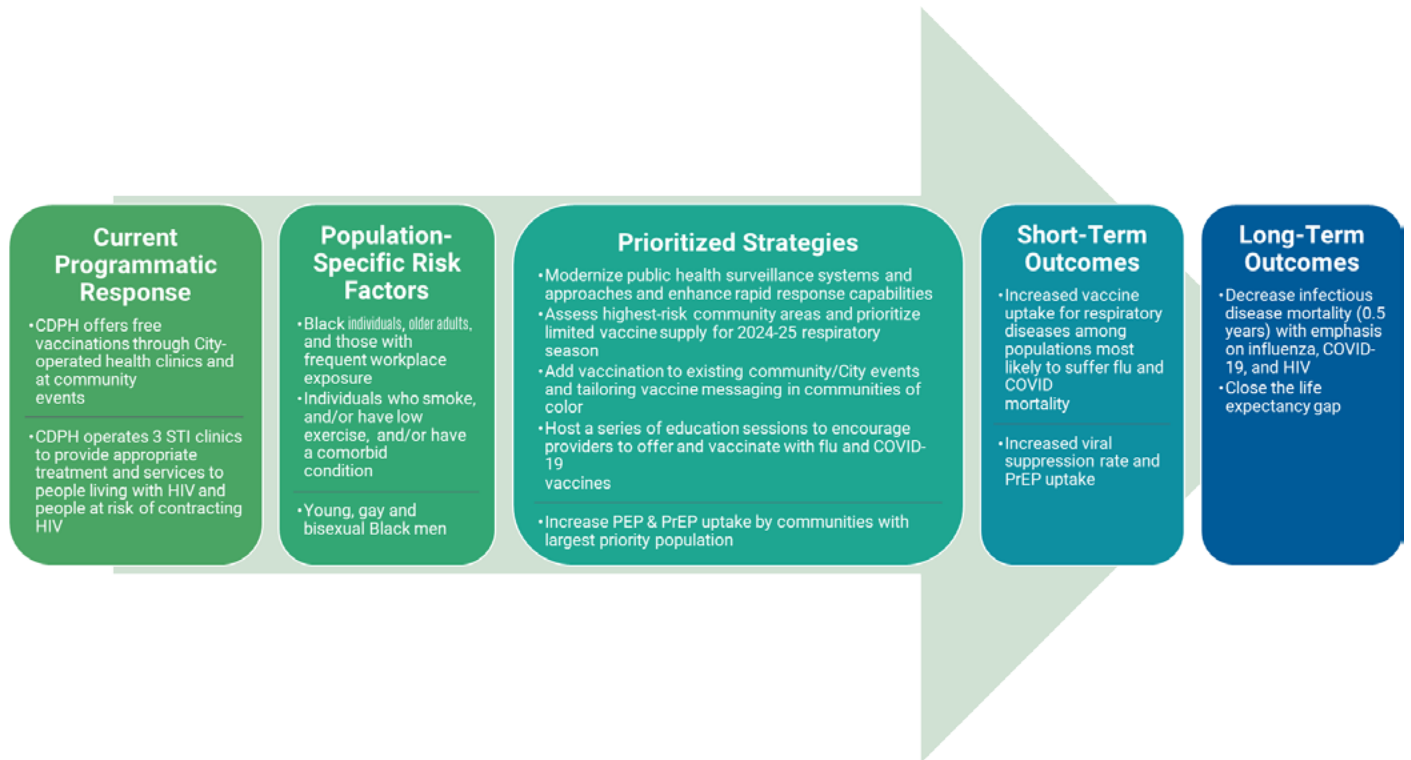 Current
Programmatic
Response
•CDPH offers free
vaccinations through City-
operated health clinics and
at community
events
•CDPH operates 3 STI clinics
to provide appropriate
treatment and services to
people living with HIV and
people at risk of contracting
HIV
Population-
Specific Risk
Factors
•Black individuals, older adults,
and those with
frequent workplace
exposure
•Individuals who smoke,
and/or have low
exercise, and/or have
a comorbid
condition
•Young, gay and
bisexual Black men
Prioritized Strategies
•Modernize public health surveillance systems and
approaches and enhance rapid response capabilities
•Assess highest-risk community areas and prioritize
limited vaccine supply for 2024-25 respiratory
season
•Add vaccination to existing community/City events
and tailoring vaccine messaging in communities of
color
•Host a series of education sessions to encourage
providers to offer and vaccinate with flu and COVID-
19
vaccines
•Increase PEP & PrEP uptake by communities with
largest priority population
Short-Term
Outcomes
•Increased vaccine
uptake for respiratory
diseases among
populations most
likely to suffer flu and
COVID
mortality
•Increased viral
suppression rate and
PrEP uptake
Long-Term
Outcomes
•Decrease infectious
disease mortality (0.5
years) with emphasis
on influenza, COVID-
19, and HIV
•Close the life
expectancy gap